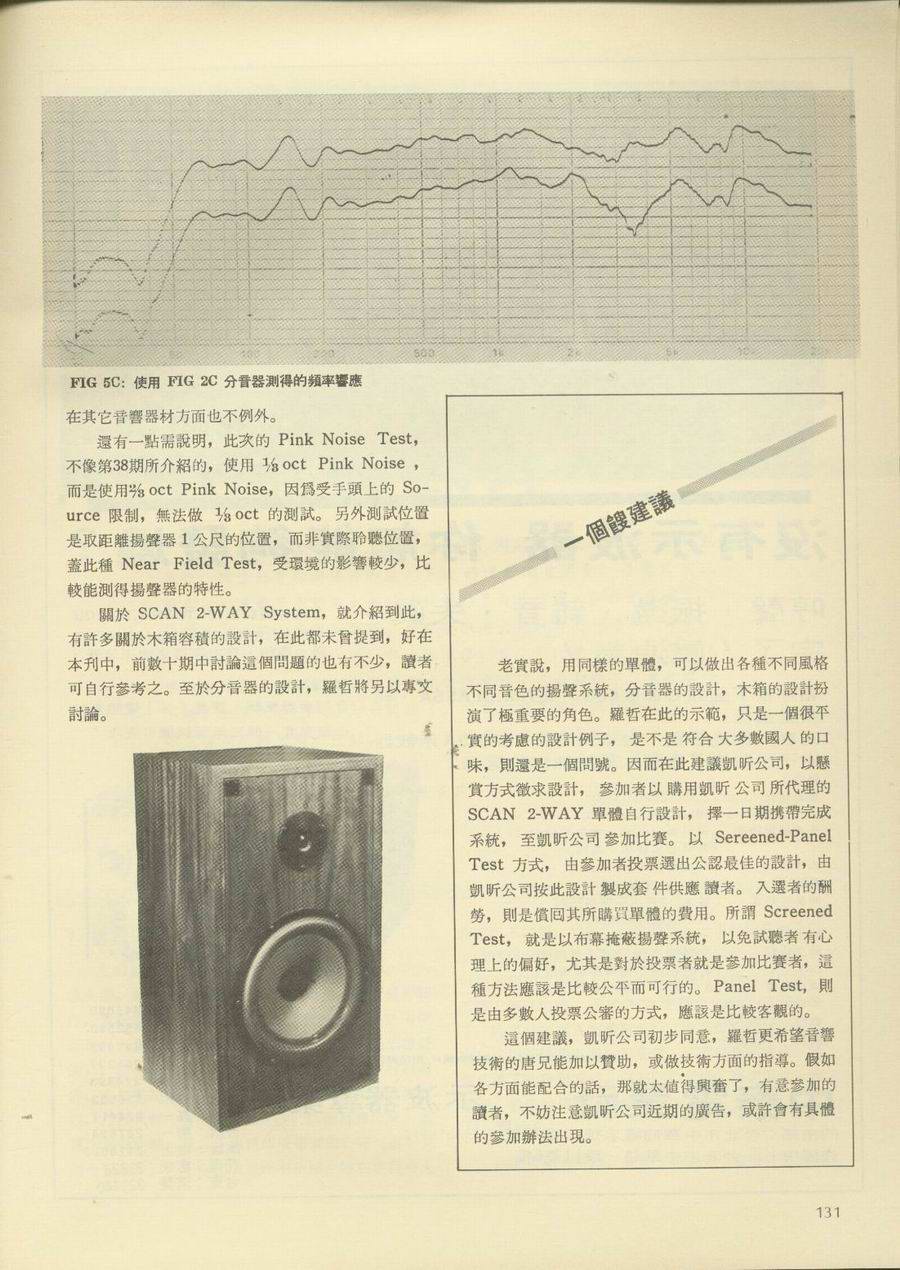 500 1k 2k
FIG 5C: 使用 FIG 2C 分音器測得的頻率響應
在其它音響器材方面也不例外。
還有一點需說明，此次的 Pink Noise Test，
不像第38期所介紹的，使用 ⅓ oct Pink Noise，
而是使用⅔ oct Pink Noise，因爲受手頭上的 So-
urce 限制，無法做 ⅓ oct 的測試。另外測試位置
是取距離揚聲器 1 公尺的位置，而非實際聆聽位置，
蓋此種 Near Field Test，受環境的影響較少，比
較能測得揚聲器的特性。
關於 SCAN 2-WAY System，就介紹到此，
有許多關於木箱容積的設計，在此都未曾提到，好在
本刋中，前數十期中討論這個問題的也有不少，讀者
可自行參考之。至於分音器的設計，羅哲將另以專文
討論。
一個餿建議
老實說，用同樣的單體，可以做出各種不同風格
不同音色的揚聲系統，分音器的設計，木箱的設計扮
演了極重要的角色。羅哲在此的示範，只是一個很平
實的考慮的設計例子，是不是符合大多數國人的口
味，則還是一個問號。因而在此建議凱昕公司，以懸
賞方式徵求設計，參加者以購用凱昕公司所代理的
SCAN 2-WAY 單體自行設計，擇一日期携帶完成
系統，至凱昕公司參加比賽。以 Sereened-Panel
Test 方式，由參加者投票選出公認最佳的設計，由
凱昕公司按此設計製成套件供應讀者。入選者的酬
勞，則是償囘其所購買單體的費用。所謂 Screened
Test，就是以布幕掩蔽揚聲系統，以免試聽者有心
理上的偏好，尤其是對於投票者就是參加比賽者，這
種方法應該是比較公平而可行的。Panel Test，則
是由多數人投票公審的方式，應該是比較客觀的。
這個建議，凱昕公司初步同意，羅哲更希望音響
技術的唐兄能加以贊助，或做技術方面的指導。假如
各方面能配合的話，那就太値得興奮了，有意參加的
讀者，不妨注意凱昕公司近期的廣告，或許會有具體
的參加辦法出現。
131